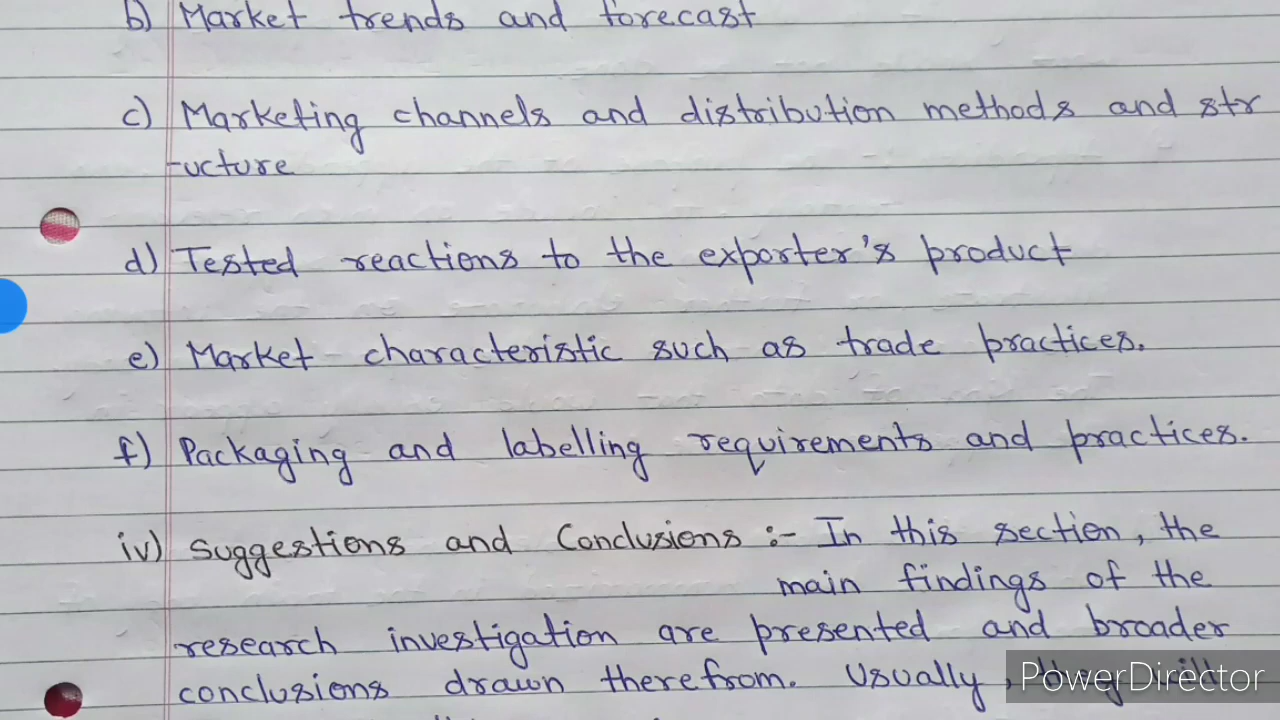 b) Market trends and forecast
c) Marketing channels and distribution methods and str
-ucture
d) Tested reactions to the exporter's product
e) Market characteristic such as trade practices.
f) Packaging and labelling requirements and practices.
iv) Suggestions and Conclusions :- In this section, the
main findings of the
research investigation are presented and broader
conclusions drawn therefrom. Usually, they will
PowerDirector